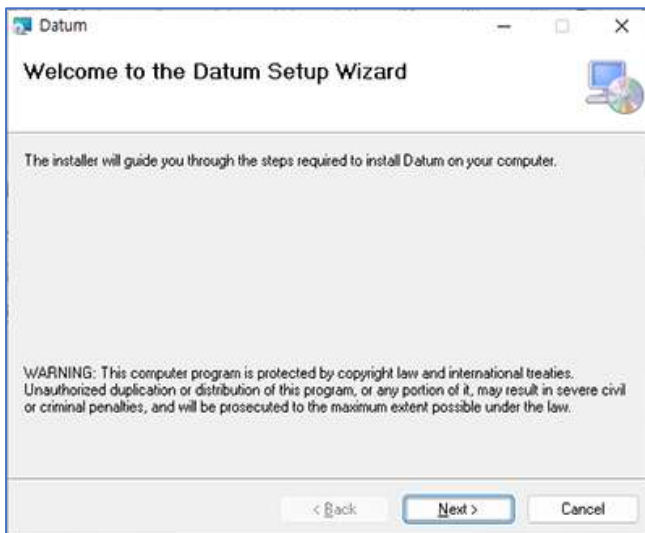 Datum
Welcome to the Datum Setup Wizard
The installer will guide you through the steps required to install Datum on your computer.
WARNING: This computer program is protected by copyright law and international treaties.
Unauthorized duplication or distribution of this program, or any portion of it, may result in severe civil
or criminal penalties, and will be prosecuted to the maximum extent possible under the law.
< Back
Next >
Cancel